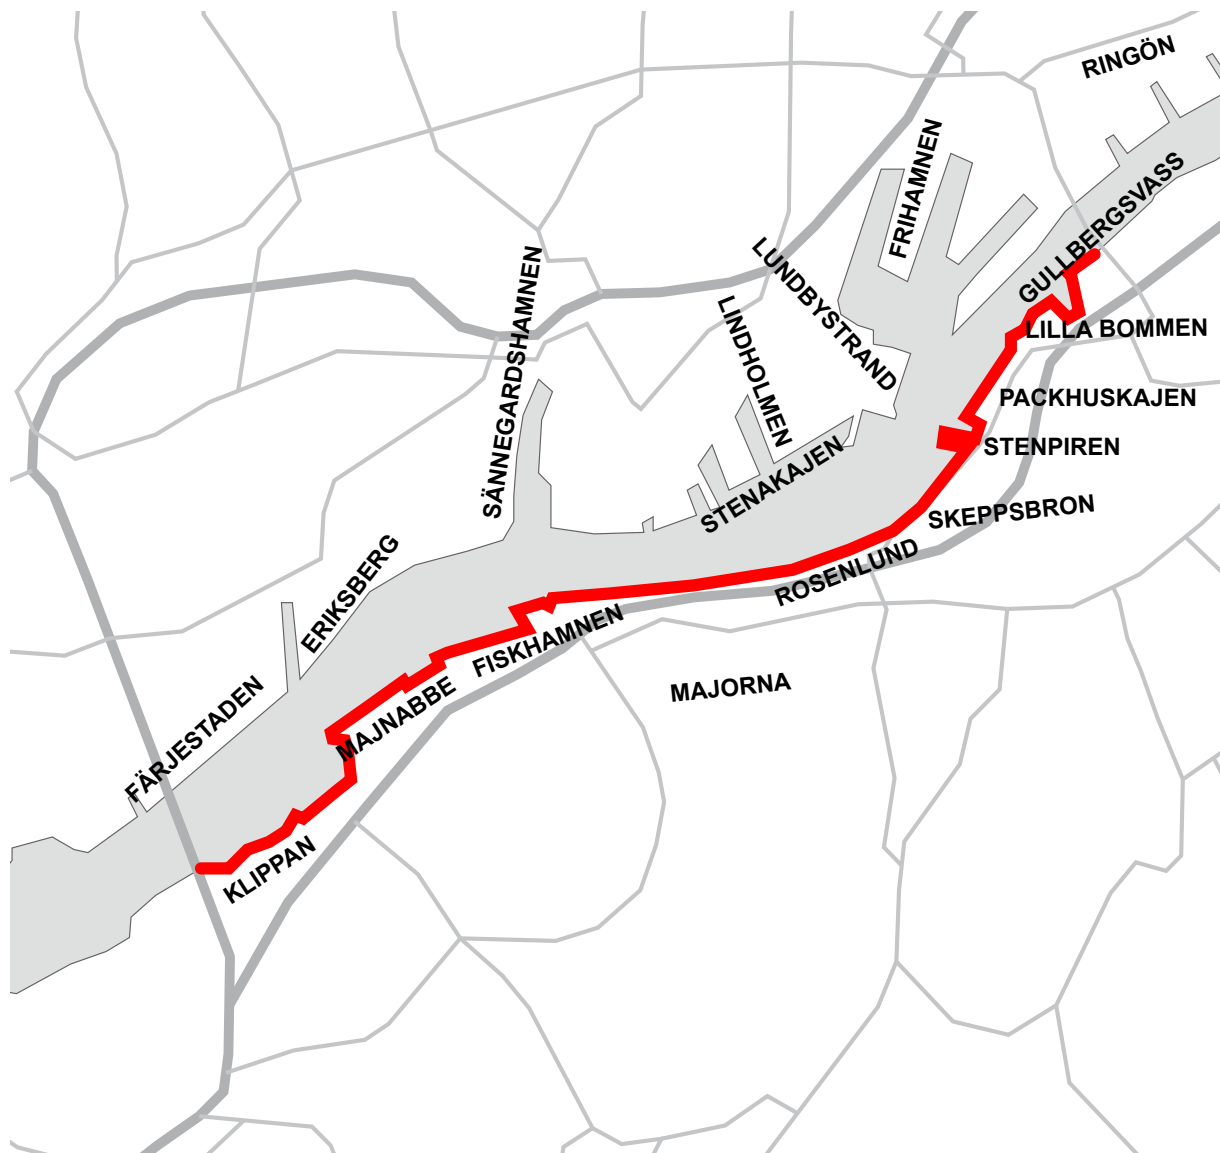 RINGÖN
FRIHAMNEN
GULLBERGSVASS
LUNDBYSTRAND
SÄNNEGARDSHAMNEN
LINDHOLMEN
LILLA BOMMEN
PACKHUSKAJEN
STENPIREN
STENAKAJEN
SKEPPSBRON
ERIKSBERG
ROSENLUND
FISKHAMNEN
MAJORNA
FÄRJESTADEN
MAJNABBE
KLIPPAN